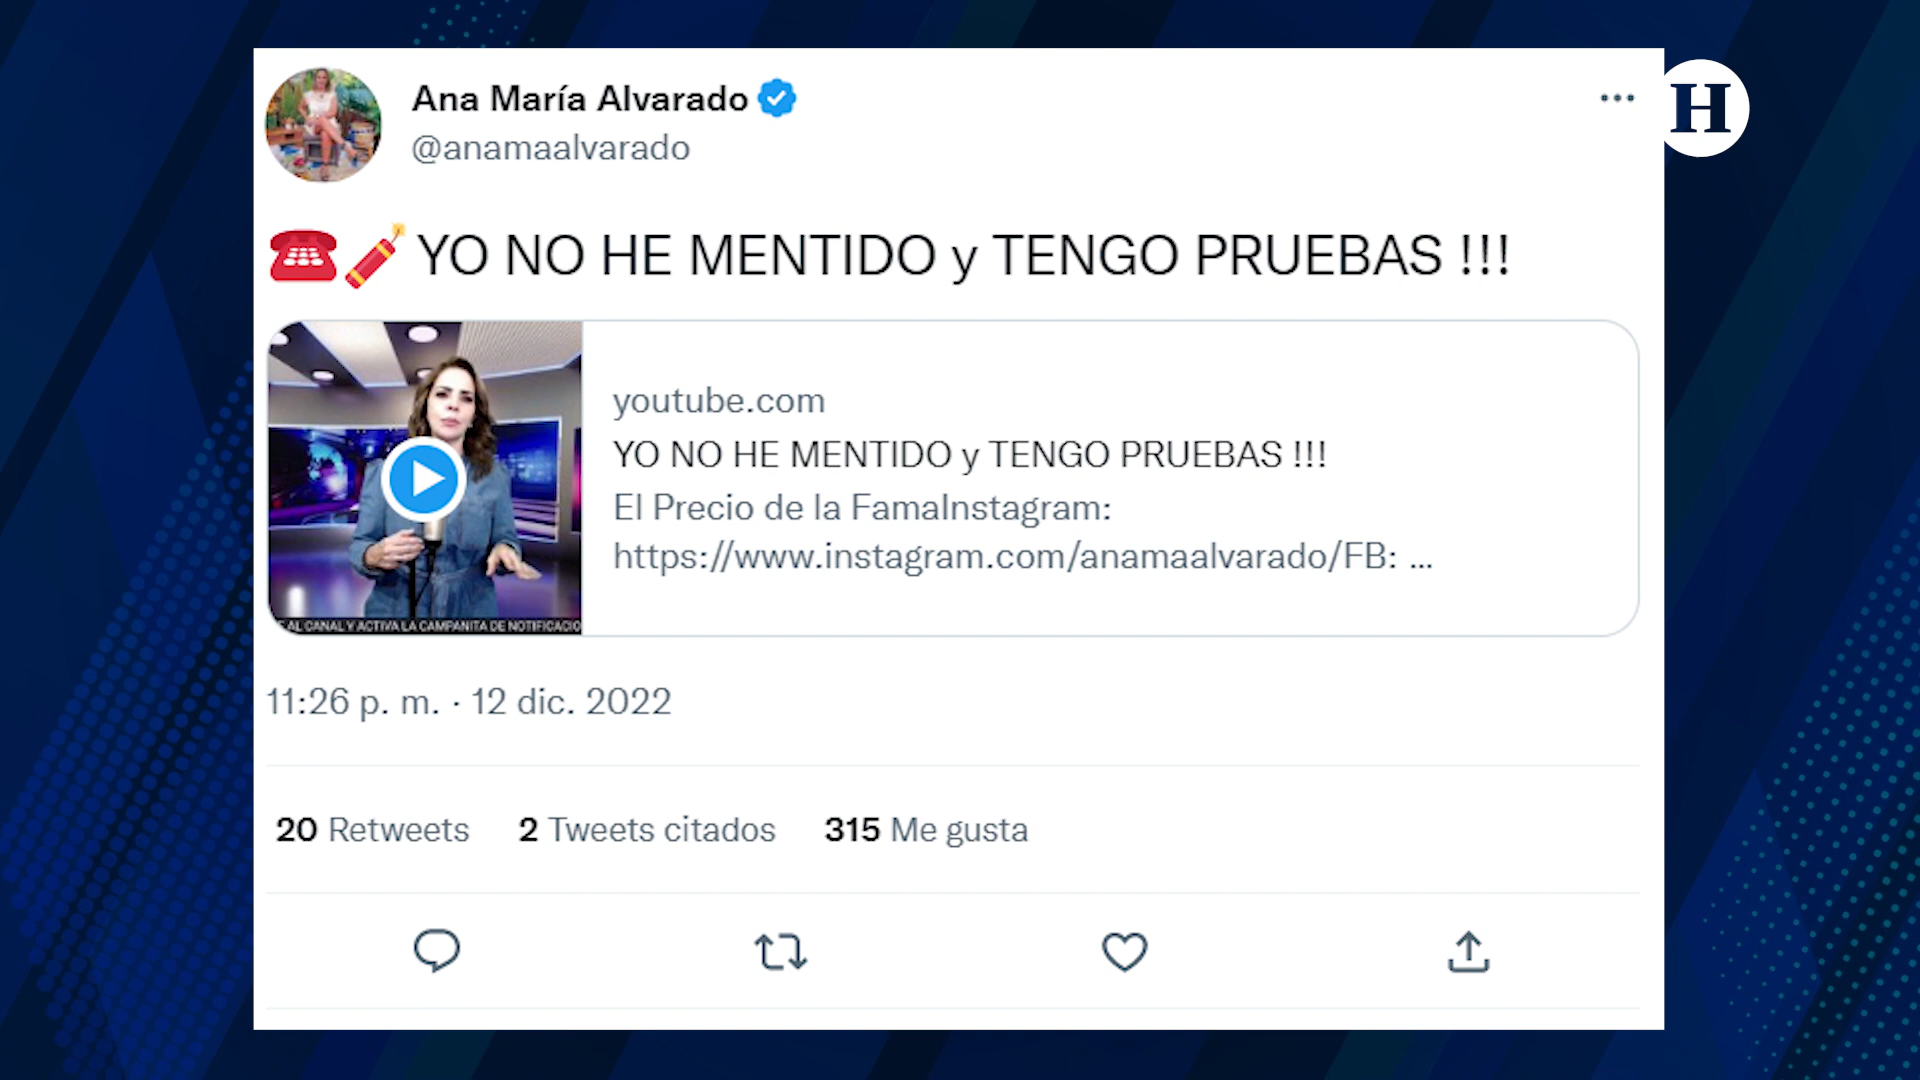 Ana María Alvarado
@anamaalvarado
H
YO NO HE MENTIDO y TENGO PRUEBAS !!!
youtube.com
YO NO HE MENTIDO y TENGO PRUEBAS !!!
El Precio de la FamaInstagram:
https://www.instagram.com/anamaalvarado/FB: ...
AL CANAL Y ACTIVA LA CAMPANITA DE NOTIFICACIO
11:26 p. m. · 12 dic. 2022
20 Retweets 2 Tweets citados 315 Me gusta